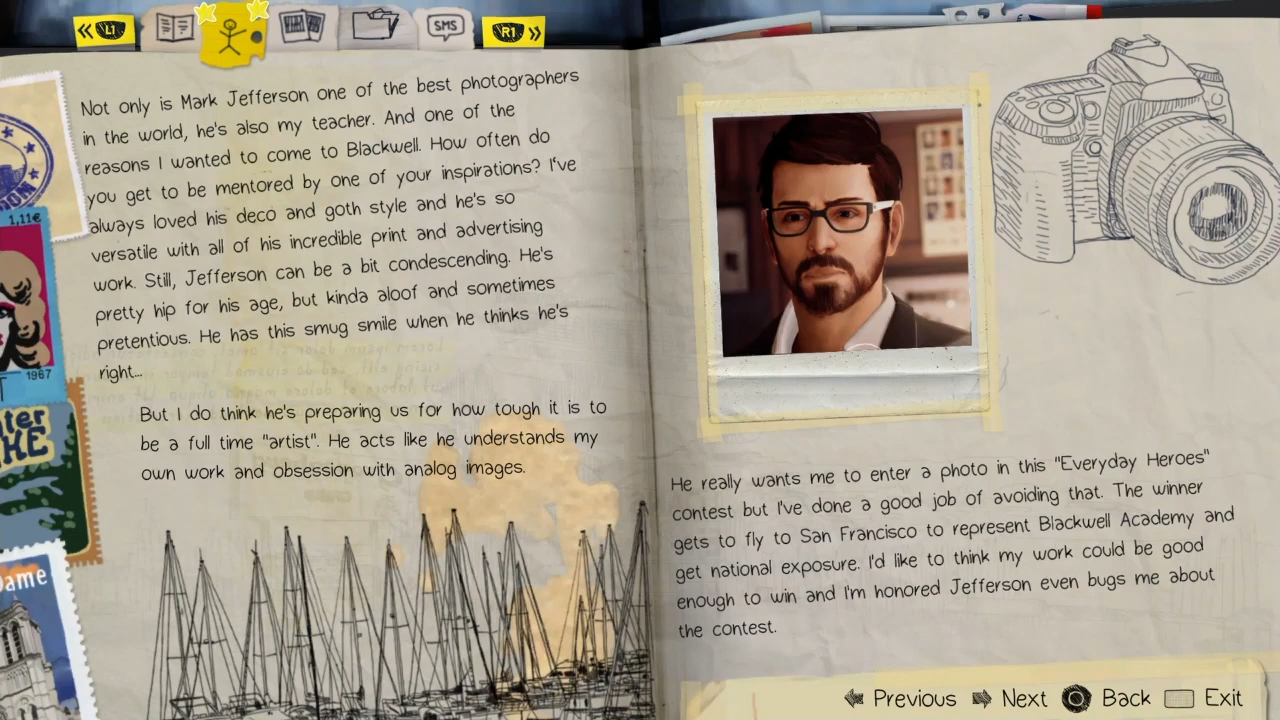 L1
SMS
R1
Not only is Mark Jefferson one of the best photographers
in the world, he's also my teacher. And one of the
reasons I wanted to come to Blackwell. How often do
you get to be mentored by one of your inspirations? I've
always loved his deco and goth style and he's so
versatile with all of his incredible print and advertising
work. Still, Jefferson can be a bit condescending. He's
pretty hip for his age, but kinda aloof and sometimes
pretentious. He has this smug smile when he thinks he's
right...
But I do think he's preparing us for how tough it is to
be a full time "artist". He acts like he understands my
own work and obsession with analog images.
1,11€
1967
He really wants me to enter a photo in this "Everyday Heroes"
contest but I've done a good job of avoiding that. The winner
gets to fly to San Francisco to represent Blackwell Academy and
get national exposure. I'd like to think my work could be good
enough to win and I'm honored Jefferson even bugs me about
the contest.
Previous Next Back Exit